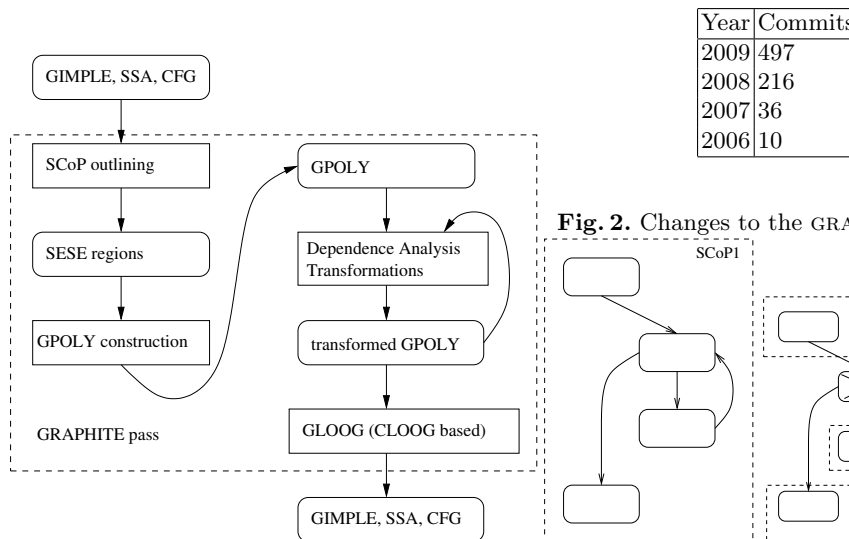 GIMPLE, SSA, CFG
SCoP outlining
SESE regions
GPOLY construction
GRAPHITE pass
GPOLY
Dependence Analysis
Transformations
transformed GPOLY
GLOOG (CLOOG based)
GIMPLE, SSA, CFG
Year Commits
2009 497
2008 216
2007 36
2006 10
Fig. 2. Changes to the GRA
SCoP1